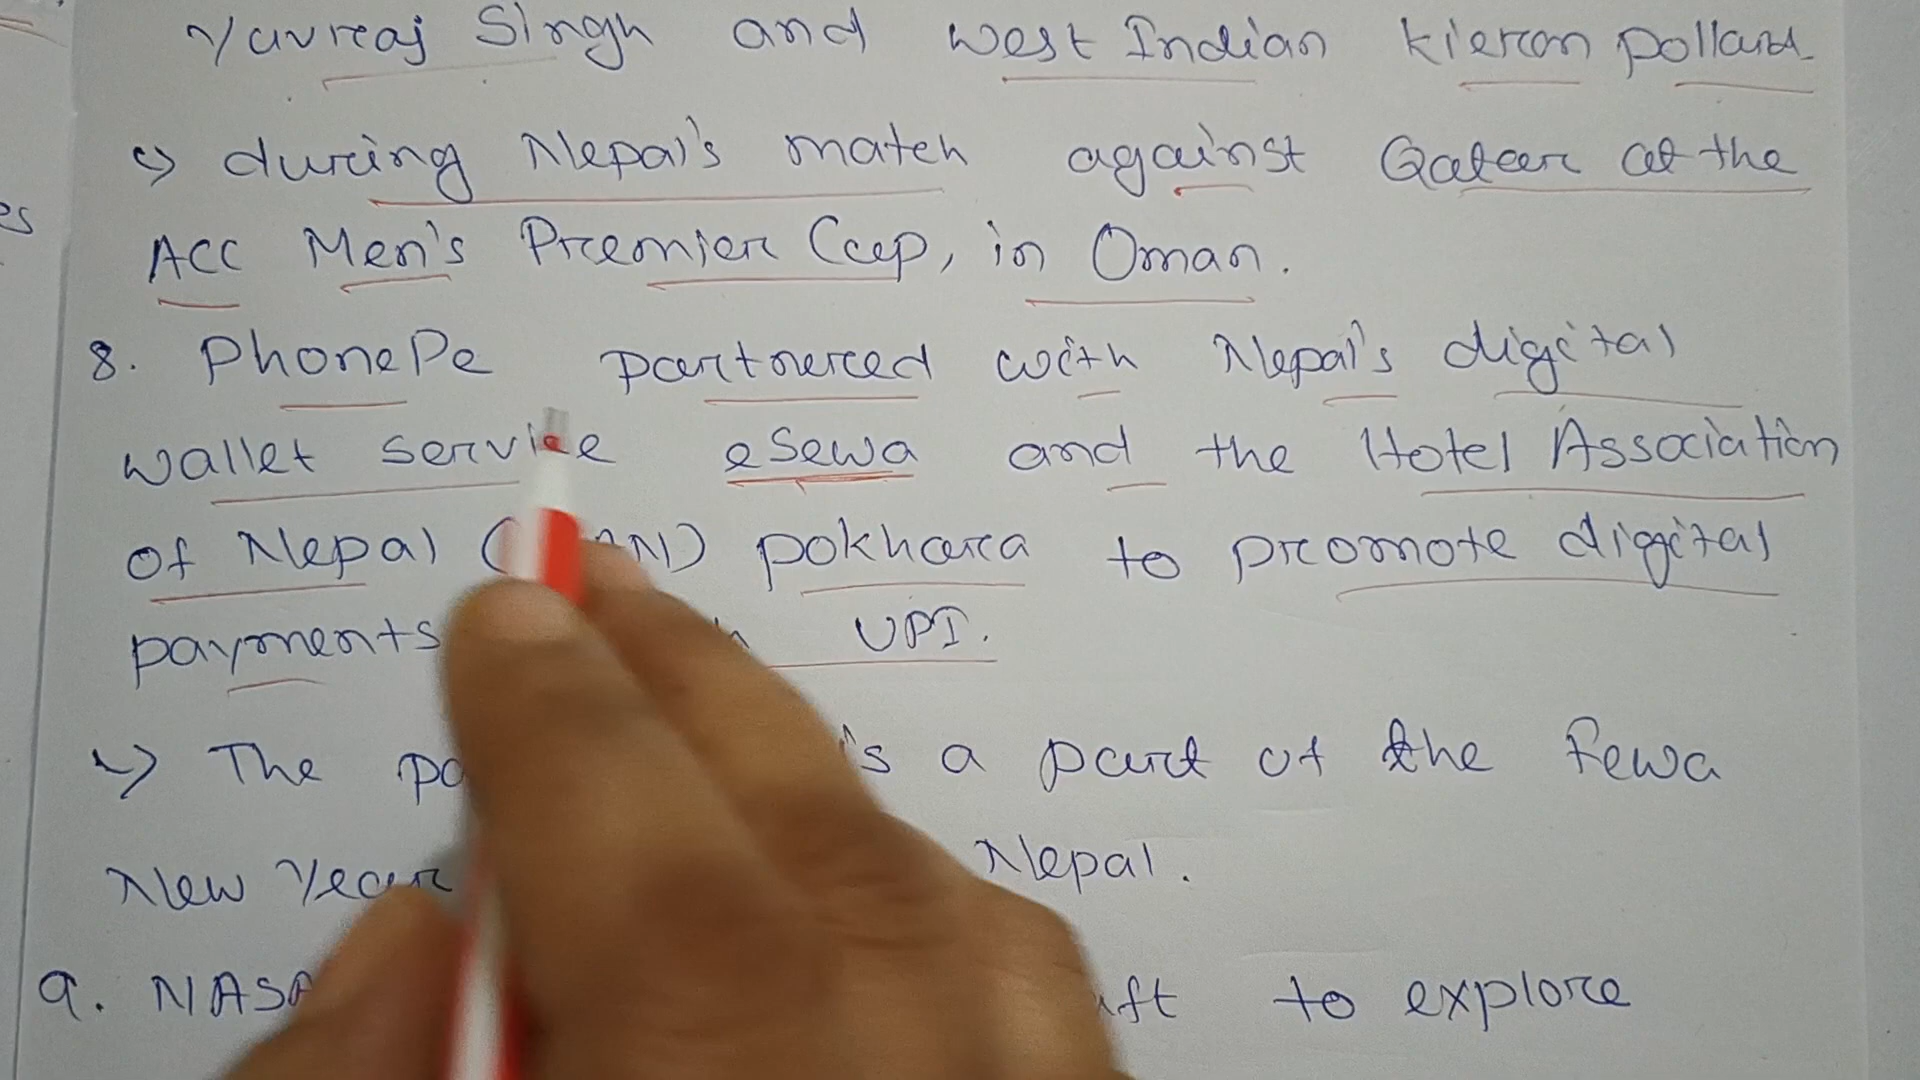 Yuvraj Singh and West Indian Kieron Pollard
↳ during Nepal's match against Qatar at the
ACC Men's Premier Cup, in Oman.
8. PhonePe partnered with Nepal's digital
wallet service eSewa and the Hotel Association
of Nepal Pokhara to promote digital
payments UPI.
↳ The is a part of the Fewa
New Year Nepal.
9. NASA to explore
es